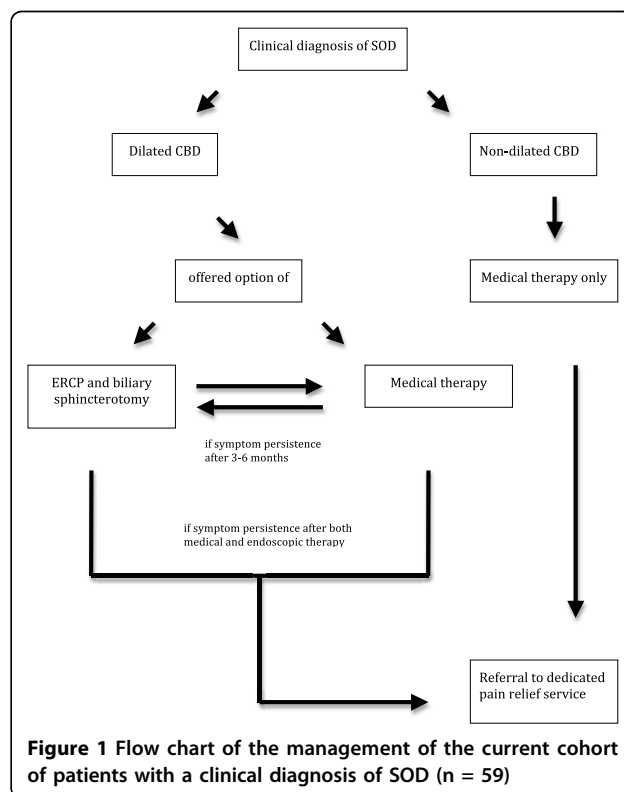 Clinical diagnosis of SOD
Dilated CBD
Non-dilated CBD
offered option of
Medical therapy only
ERCP and biliary
sphincterotomy
Medical therapy
if symptom persistence
after 3-6 months
if symptom persistence after both
medical and endoscopic therapy
Referral to dedicated
pain relief service
Figure 1 Flow chart of the management of the current cohort
of patients with a clinical diagnosis of SOD (n = 59)